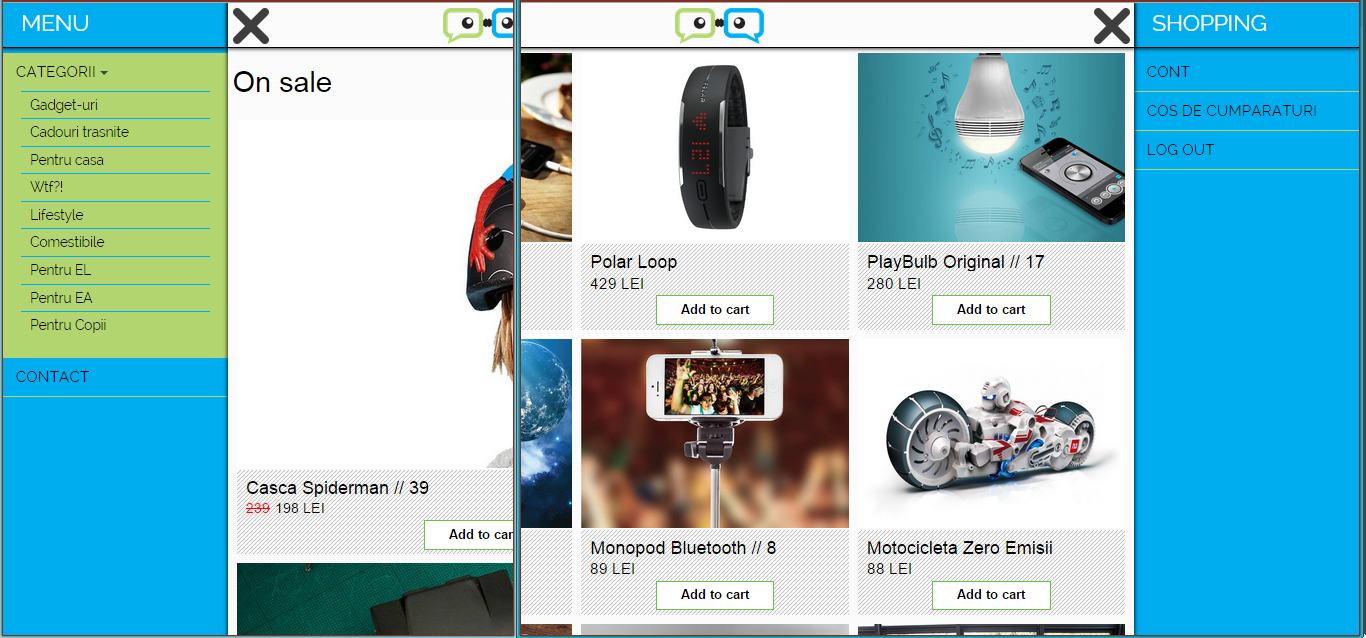 MENU
CATEGORII
Gadget-uri
Cadouri trasnite
Pentru casa
Wtf?!
Lifestyle
Comestibile
Pentru EL
Pentru EA
Pentru Copii
CONTACT
On sale
Casca Spiderman // 39
239 198 LEI
Add to car
Polar Loop
429 LEI
Add to cart
PlayBulb Original // 17
280 LEI
Add to cart
Monopod Bluetooth // 8
89 LEI
Add to cart
Motocicleta Zero Emisii
88 LEI
Add to cart
SHOPPING
CONT
COS DE CUMPARATURI
LOG OUT